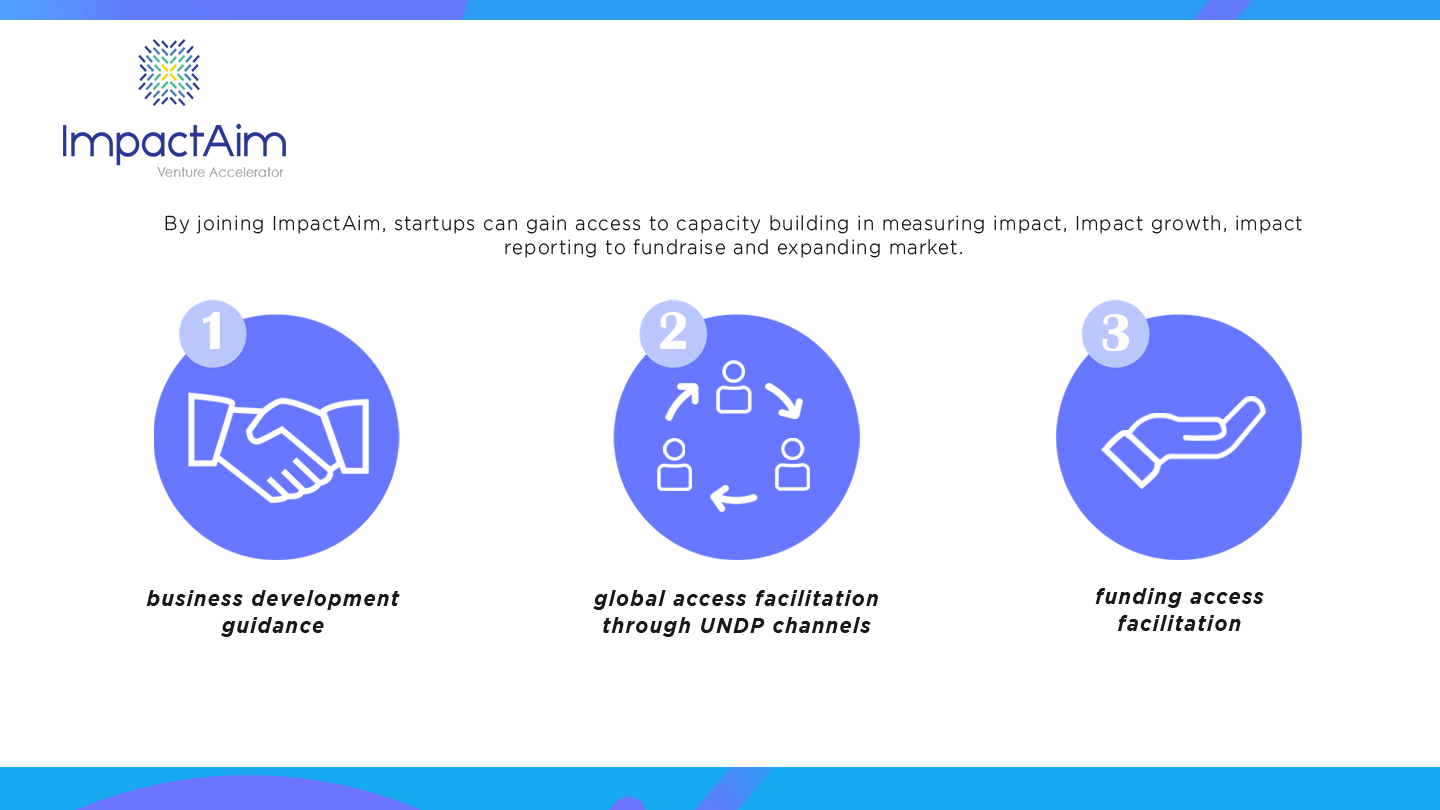 ImpactAim
Venture Accelerator
By joining ImpactAim, startups can gain access to capacity building in measuring impact, Impact growth, impact
reporting to fundraise and expanding market.
1
business development
guidance
2
global access facilitation
through UNDP channels
3
funding access
facilitation